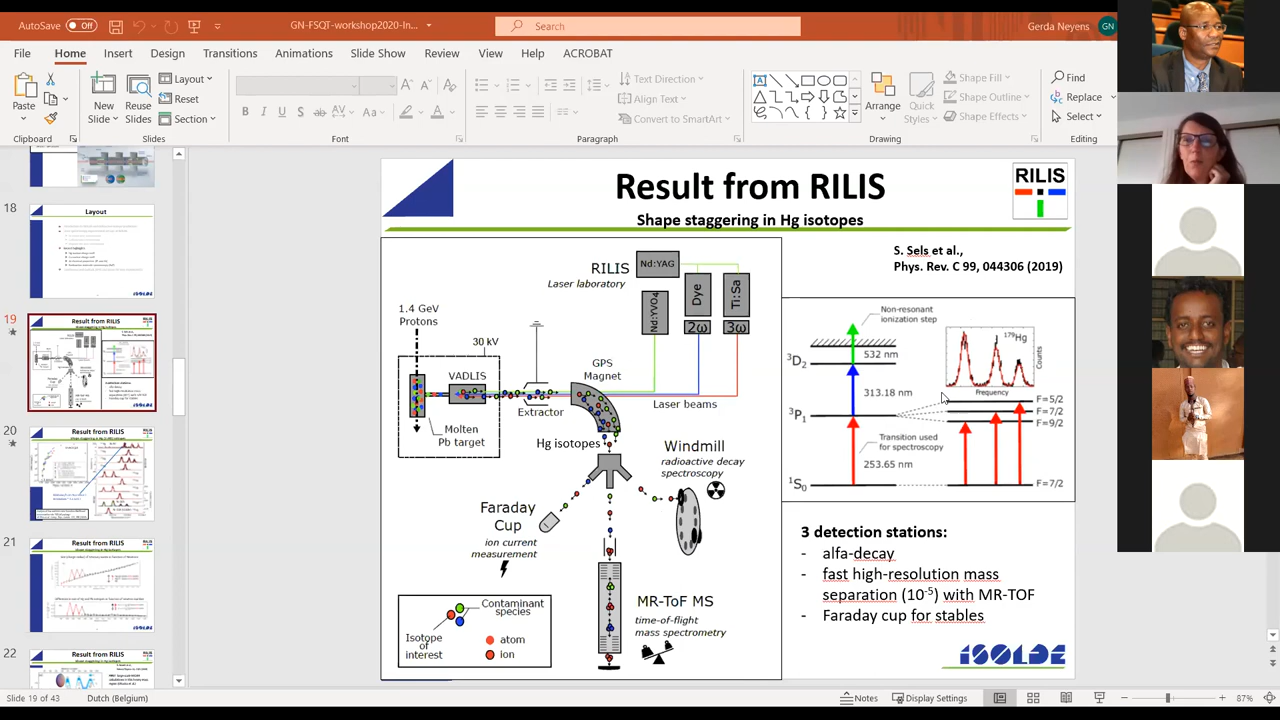 AutoSave Off
GN-FSQT-workshop2020-In...
Search
Gerda Neyens
GN
File Home Insert Design Transitions Animations Slide Show Review View Help ACROBAT
Paste
New Slide
Reuse Slides
Layout
Reset
Section
Text Direction
Align Text
Convert to SmartArt
Arrange
Quick Styles
Shape Fill
Shape Outline
Shape Effects
Find
Replace
Select
Clipboard
Slides
Font
Paragraph
Drawing
Editing
18
Layout
19
Result from RILIS
20
21
22
Result from RILIS
Shape staggering in Hg isotopes
RILIS
S. Sels et al.,
Phys. Rev. C 99, 044306 (2019)
RILIS
Laser laboratory
Nd:YAG
Nd:YVO4
Dye
Ti:Sa
2ω
3ω
1.4 GeV
Protons
30 kV
VADLIS
GPS
Magnet
Extractor
Laser beams
Molten
Pb target
Hg isotopes
Windmill
radioactive decay
spectroscopy
Faraday
Cup
ion current
measurement
MR-ToF MS
time-of-flight
mass spectrometry
Contaminant
species
Isotope
of
interest
atom
ion
Non-resonant
ionization step
532 nm
³D₂
313.18 nm
³P₁
Transition used
for spectroscopy
253.65 nm
¹S₀
¹⁷⁹Hg
Counts
Frequency
F=5/2
F=7/2
F=9/2
F=7/2
3 detection stations:
- alfa-decay
- fast high-resolution mass
separation (10⁻⁵) with MR-TOF
- Faraday cup for stables
ISOLDE
Slide 19 of 43
Dutch (Belgium)
Notes
Display Settings
87%